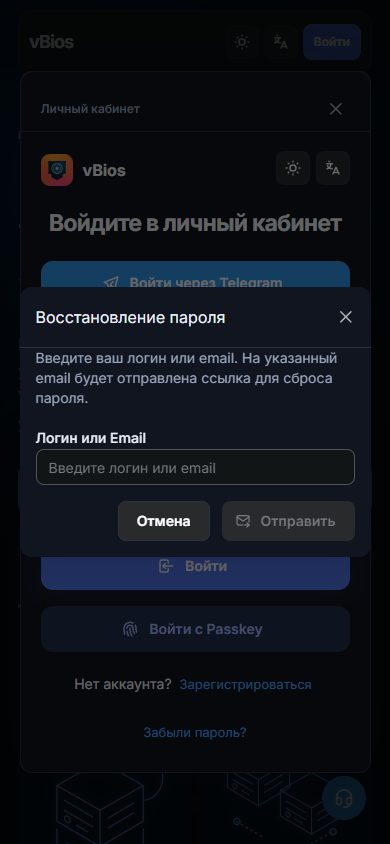 vBios
Войти
Личный кабинет
vBios
Войдите в личный кабинет
Войти через Telegram
Восстановление пароля
Введите ваш логин или email. На указанный
email будет отправлена ссылка для сброса
пароля.
Логин или Email
Введите логин или email
Отмена
Отправить
Войти
Войти с Passkey
Нет аккаунта? Зарегистрироваться
Забыли пароль?